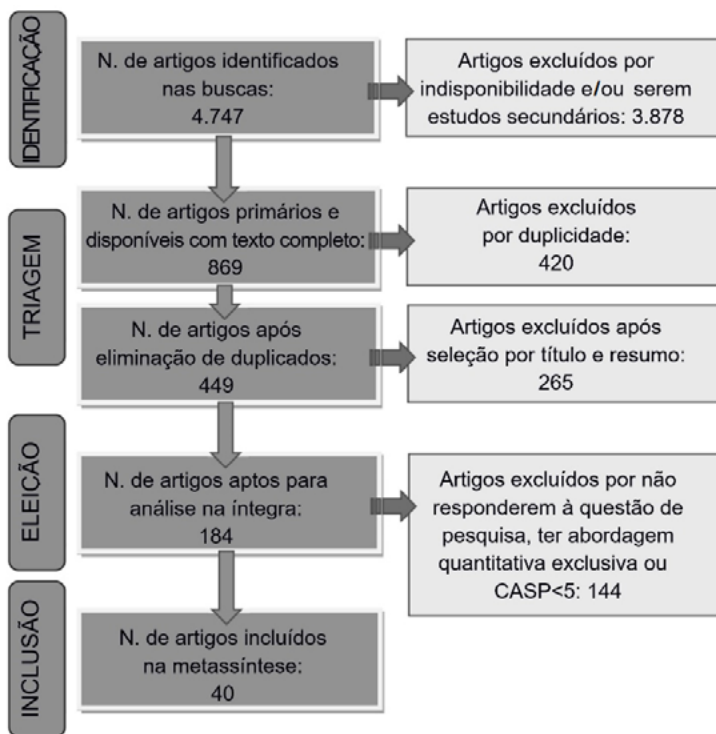 IDENTIFICAÇÃO
N. de artigos identificados
nas buscas:
4.747
Artigos excluídos por
indisponibilidade e/ou serem
estudos secundários: 3.878
TRIAGEM
N. de artigos primários e
disponíveis com texto completo:
869
Artigos excluídos
por duplicidade:
420
N. de artigos após
eliminação de duplicados:
449
Artigos excluídos após
seleção por título e resumo:
265
ELEIÇÃO
N. de artigos aptos para
análise na íntegra:
184
Artigos excluídos por não
responderem à questão de
pesquisa, ter abordagem
quantitativa exclusiva ou
CASP<5: 144
INCLUSÃO
N. de artigos incluídos
na metassíntese:
40